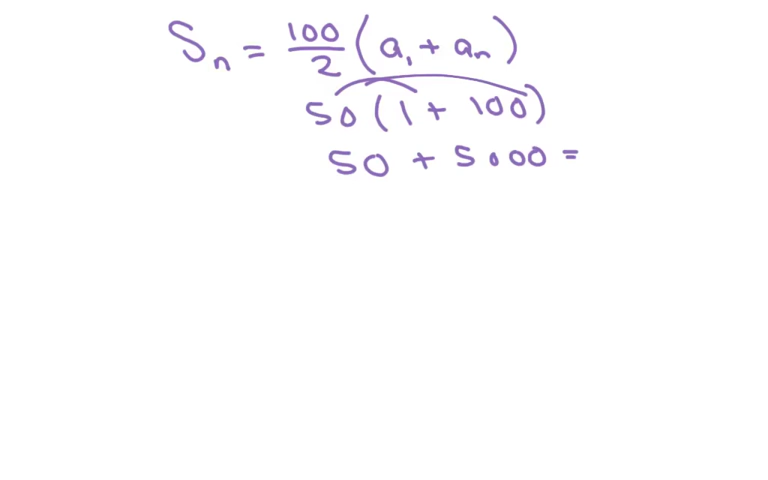 Sₙ = 100/2 (a₁ + aₙ)
50 (1 + 100)
50 + 5000 =